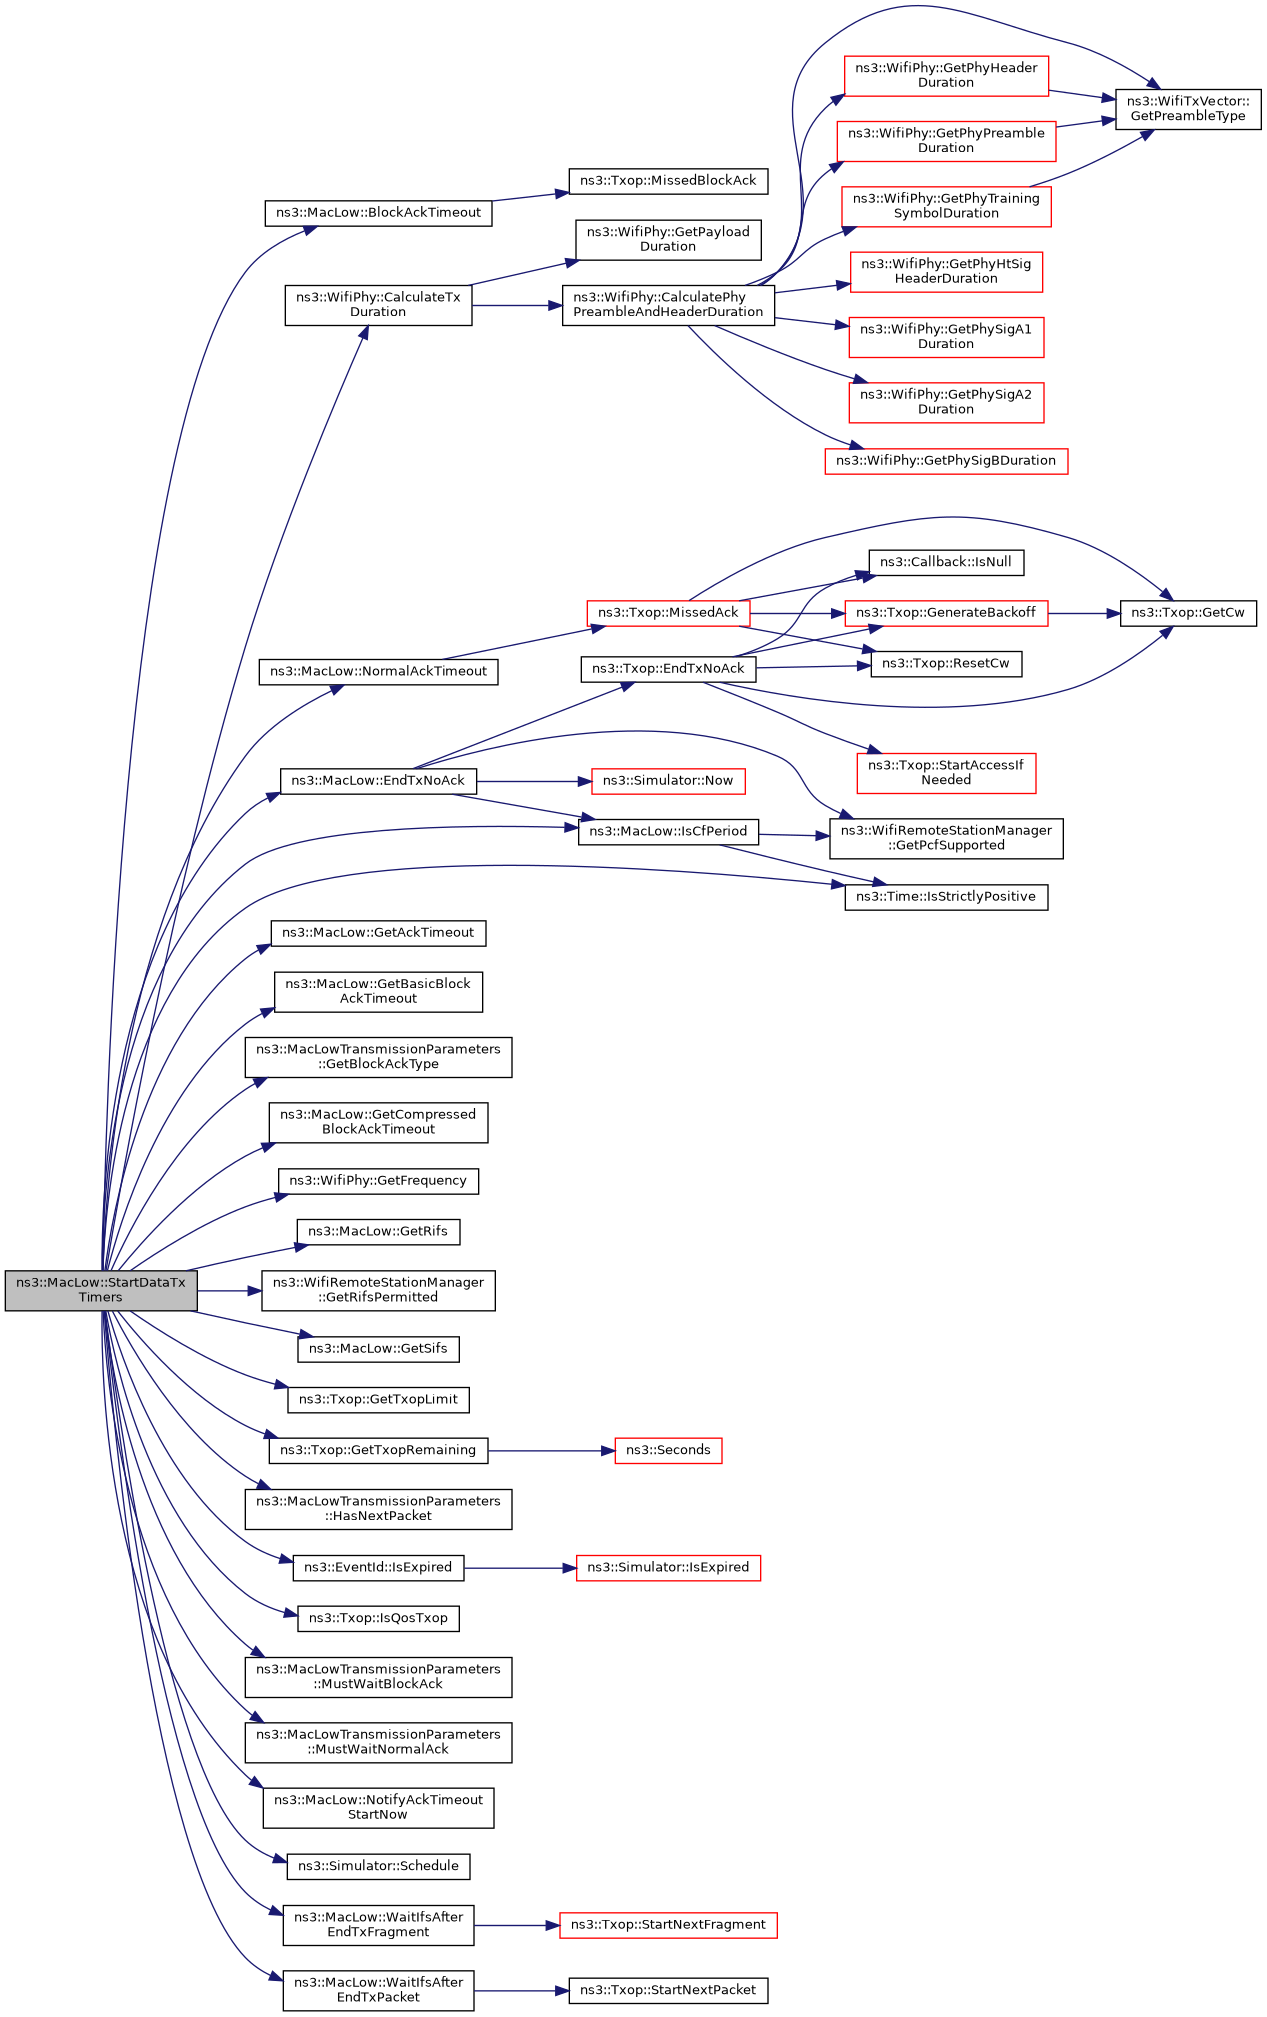 ns3::MacLow::StartDataTx
Timers
ns3::MacLow::BlockAckTimeout
ns3::Txop::MissedBlockAck
ns3::WifiPhy::CalculateTx
Duration
ns3::WifiPhy::GetPayload
Duration
ns3::WifiPhy::CalculatePhy
PreambleAndHeaderDuration
ns3::WifiPhy::GetPhyHeader
Duration
ns3::WifiTxVector::
GetPreambleType
ns3::WifiPhy::GetPhyPreamble
Duration
ns3::WifiPhy::GetPhyTraining
SymbolDuration
ns3::WifiPhy::GetPhyHtSig
HeaderDuration
ns3::WifiPhy::GetPhySigA1
Duration
ns3::WifiPhy::GetPhySigA2
Duration
ns3::WifiPhy::GetPhySigBDuration
ns3::MacLow::NormalAckTimeout
ns3::Txop::MissedAck
ns3::Callback::IsNull
ns3::Txop::GenerateBackoff
ns3::Txop::GetCw
ns3::Txop::ResetCw
ns3::MacLow::EndTxNoAck
ns3::Txop::EndTxNoAck
ns3::Txop::StartAccessIf
Needed
ns3::Simulator::Now
ns3::MacLow::IsCfPeriod
ns3::WifiRemoteStationManager
::GetPcfSupported
ns3::Time::IsStrictlyPositive
ns3::MacLow::GetAckTimeout
ns3::MacLow::GetBasicBlock
AckTimeout
ns3::MacLowTransmissionParameters
::GetBlockAckType
ns3::MacLow::GetCompressed
BlockAckTimeout
ns3::WifiPhy::GetFrequency
ns3::MacLow::GetRifs
ns3::WifiRemoteStationManager
::GetRifsPermitted
ns3::MacLow::GetSifs
ns3::Txop::GetTxopLimit
ns3::Txop::GetTxopRemaining
ns3::Seconds
ns3::MacLowTransmissionParameters
::HasNextPacket
ns3::EventId::IsExpired
ns3::Simulator::IsExpired
ns3::Txop::IsQosTxop
ns3::MacLowTransmissionParameters
::MustWaitBlockAck
ns3::MacLowTransmissionParameters
::MustWaitNormalAck
ns3::MacLow::NotifyAckTimeout
StartNow
ns3::Simulator::Schedule
ns3::MacLow::WaitIfsAfter
EndTxFragment
ns3::Txop::StartNextFragment
ns3::MacLow::WaitIfsAfter
EndTxPacket
ns3::Txop::StartNextPacket